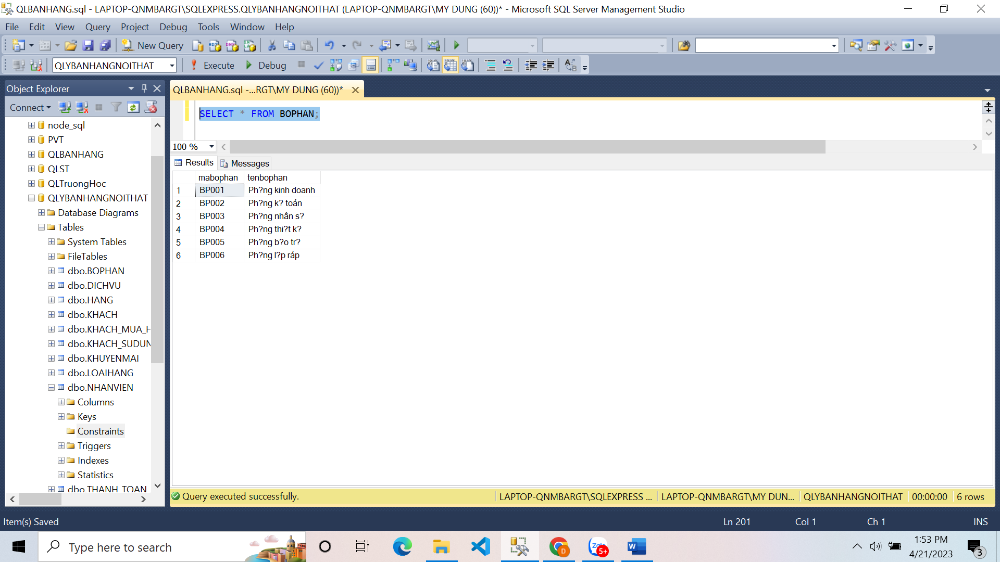 QLBANHANG.sql - LAPTOP-QNMBARGT\SQLEXPRESS.QLYBANHANGNOITHAT (LAPTOP-QNMBARGT\MY DUNG (60))* - Microsoft SQL Server Management Studio
File Edit View Query Project Debug Tools Window Help
New Query
QLYBANHANGNOITHAT Execute Debug
Object Explorer
Connect
node_sql
PVT
QLBANHANG
QLST
QLTruongHoc
QLYBANHANGNOITHAT
Database Diagrams
Tables
System Tables
FileTables
dbo.BOPHAN
dbo.DICHVU
dbo.HANG
dbo.KHACH
dbo.KHACH_MUA_H
dbo.KHACH_SUDUN
dbo.KHUYENMAI
dbo.LOAIHANG
dbo.NHANVIEN
Columns
Keys
Constraints
Triggers
Indexes
Statistics
dbo.THANH_TOAN
QLBANHANG.sql -...RGT\MY DUNG (60))*
SELECT * FROM BOPHAN;
100 %
Results Messages
mabophan tenbophan
1 BP001 Ph?ng kinh doanh
2 BP002 Ph?ng k? toán
3 BP003 Ph?ng nhân s?
4 BP004 Ph?ng thi?t k?
5 BP005 Ph?ng b?o tr?
6 BP006 Ph?ng l?p ráp
Query executed successfully. LAPTOP-QNMBARGT\SQLEXPRESS ... LAPTOP-QNMBARGT\MY DUN... QLYBANHANGNOITHAT 00:00:00 6 rows
Item(s) Saved Ln 201 Col 1 Ch 1 INS
Type here to search
Zalo 5+
D
W
1:53 PM
4/21/2023
3